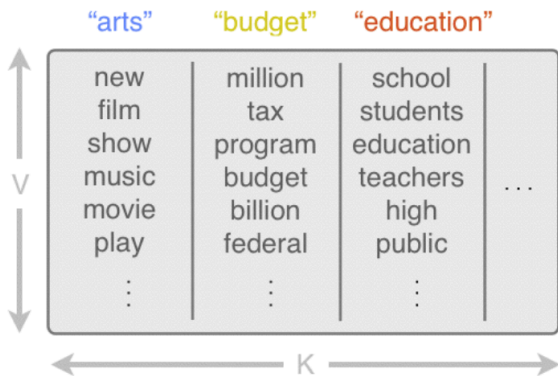 “arts” “budget” “education”
new million school
film tax students
show program education
V music budget teachers ...
movie billion high
play federal public
⋮ ⋮ ⋮
K